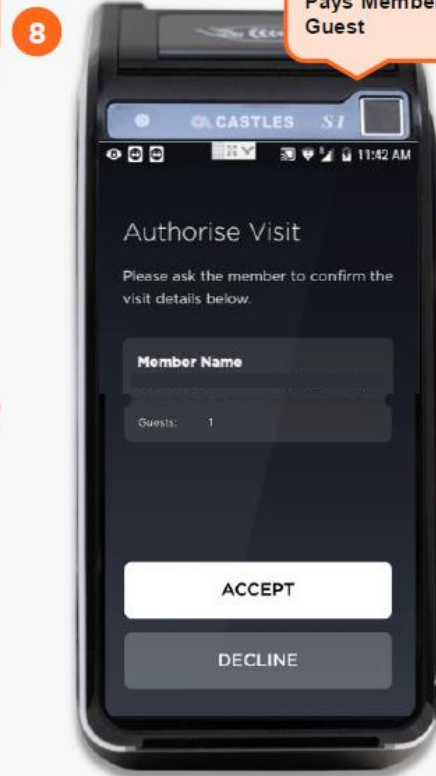 8
Pays Member
Guest
CASTLES S1
11:42 AM
Authorise Visit
Please ask the member to confirm the
visit details below.
Member Name
Guests: 1
ACCEPT
DECLINE